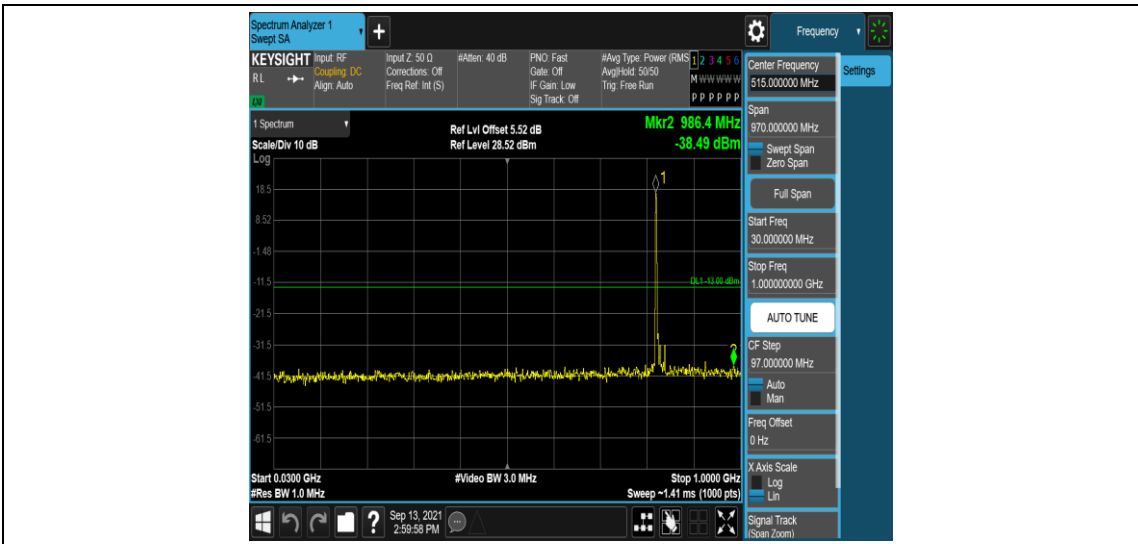 Spectrum Analyzer 1
Swept SA
+
Frequency
KEYSIGHT
RL
LXI
Input: RF
Coupling: DC
Align: Auto
Input Z: 50 Ω
Corrections: Off
Freq Ref: Int (S)
#Atten: 40 dB
PNO: Fast
Gate: Off
IF Gain: Low
Sig Track: Off
#Avg Type: Power (RMS
Avg|Hold: 50/50
Trig: Free Run
1 2 3 4 5 6
M W W W W W
P P P P P P
1 Spectrum
Scale/Div 10 dB
Log
Ref Lvl Offset 5.52 dB
Ref Level 28.52 dBm
Mkr2 986.4 MHz
-38.49 dBm
1
18.5
8.52
-1.48
-11.5
DL1 -13.00 dBm
-21.5
-31.5
2
-41.5
-51.5
-61.5
Start 0.0300 GHz
#Res BW 1.0 MHz
#Video BW 3.0 MHz
Stop 1.0000 GHz
Sweep ~1.41 ms (1000 pts)
?
Sep 13, 2021
2:59:58 PM
Center Frequency
515.000000 MHz
Settings
Span
970.000000 MHz
Swept Span
Zero Span
Full Span
Start Freq
30.000000 MHz
Stop Freq
1.000000000 GHz
AUTO TUNE
CF Step
97.000000 MHz
Auto
Man
Freq Offset
0 Hz
X Axis Scale
Log
Lin
Signal Track
(Span Zoom)